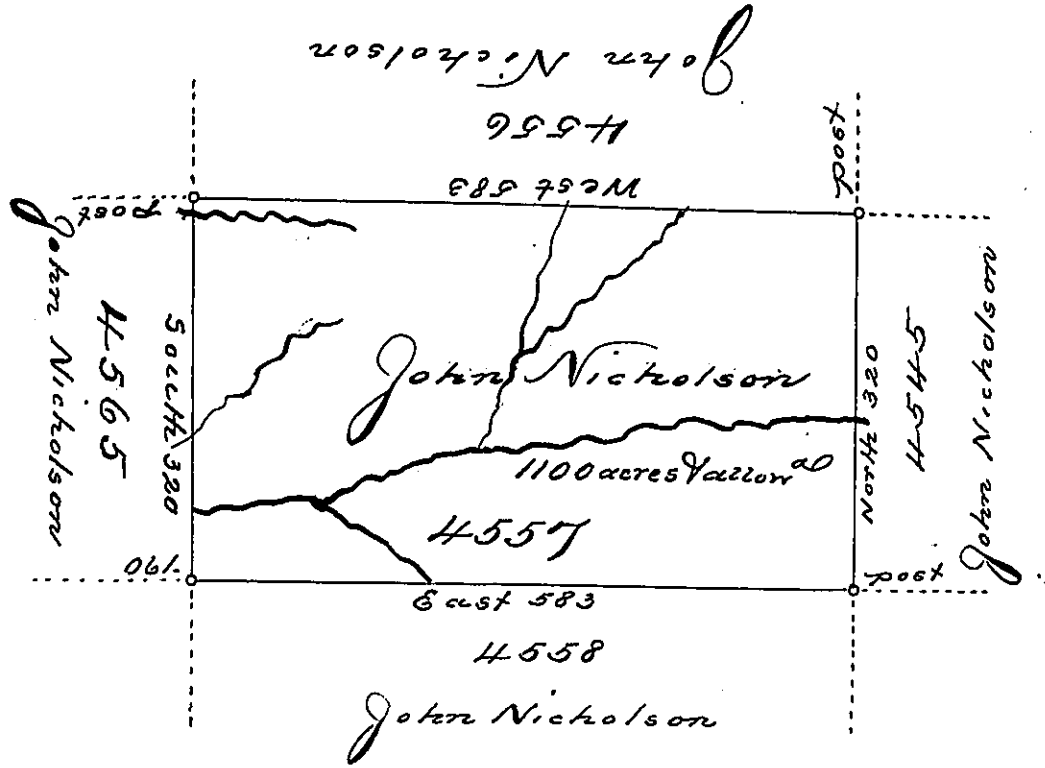 John Nicholson
4556
West 583
post
post
John Nicholson
4565
South 320
John Nicholson
1100 acres & allow^ce
4557
North 320
4545
John Nicholson
post
East 583
4558
John Nicholson